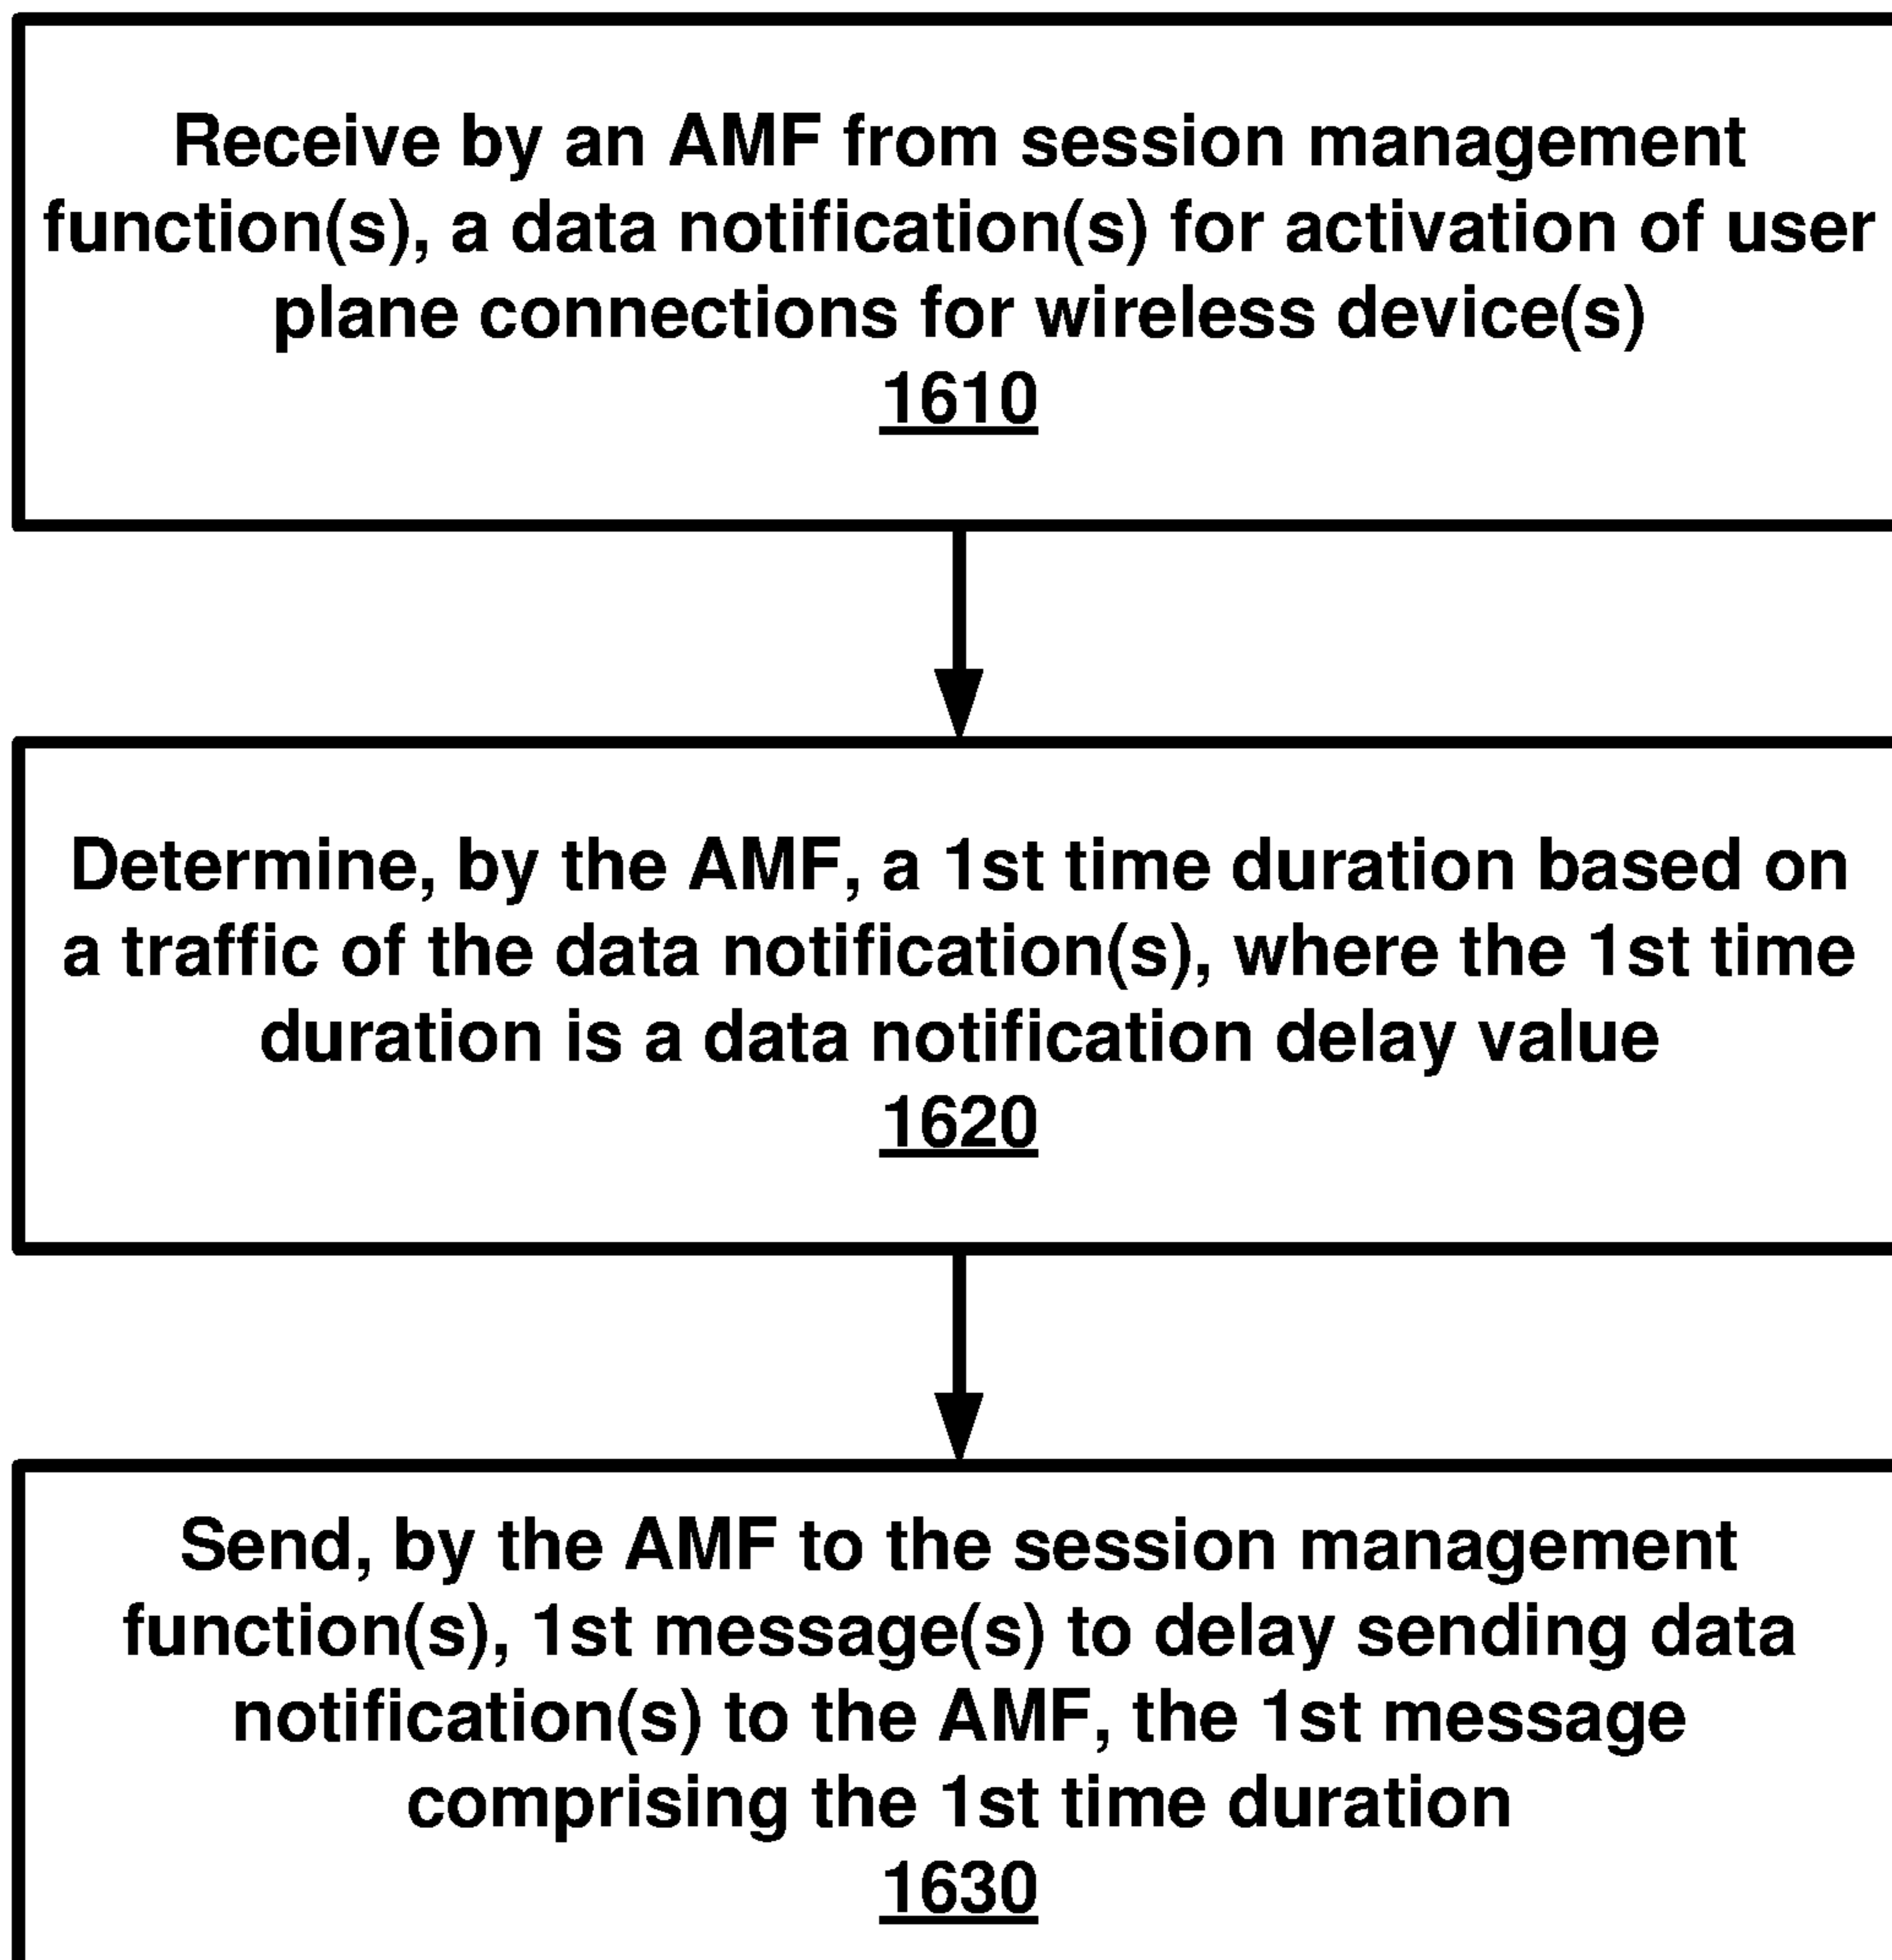 Receive by an AMF from session management
function(s), a data notification(s) for activation of user
plane connections for wireless device(s)
1610
Determine, by the AMF, a 1st time duration based on
a traffic of the data notification(s), where the 1st time
duration is a data notification delay value
1620
Send, by the AMF to the session management
function(s), 1st message(s) to delay sending data
notification(s) to the AMF, the 1st message
comprising the 1st time duration
1630